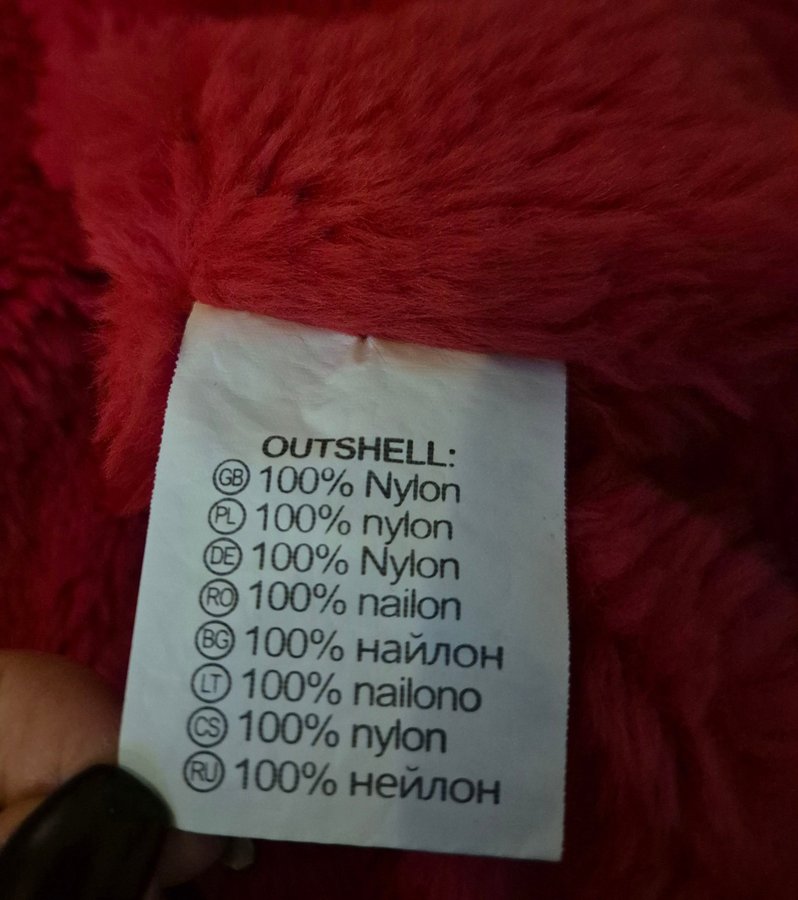 OUTSHELL:
GB 100% Nylon
PL 100% nylon
DE 100% Nylon
RO 100% nailon
BG 100% найлон
LT 100% nailono
CS 100% nylon
RU 100% нейлон